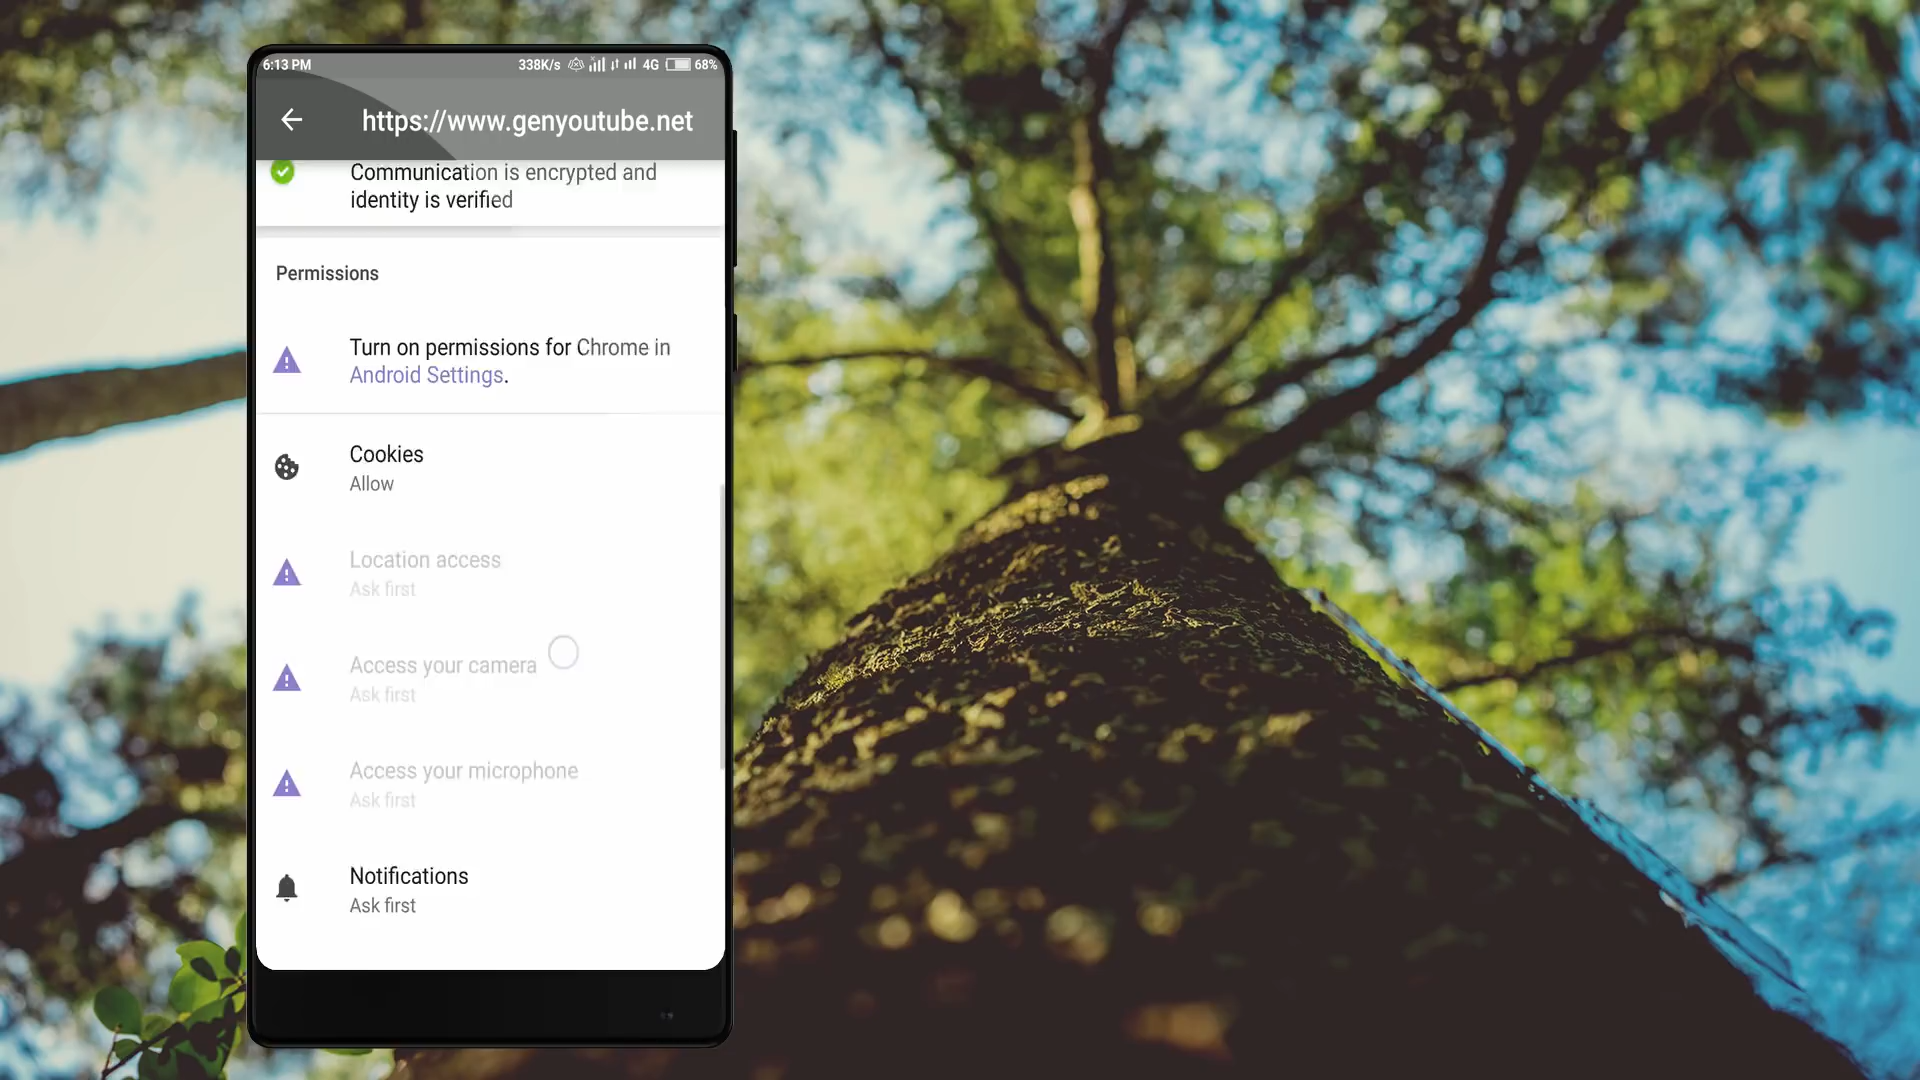 6:13 PM 338K/s 4G 68%
https://www.genyoutube.net
Communication is encrypted and
identity is verified
Permissions
Turn on permissions for Chrome in
Android Settings.
Cookies
Allow
Location access
Ask first
Access your camera
Ask first
Access your microphone
Ask first
Notifications
Ask first